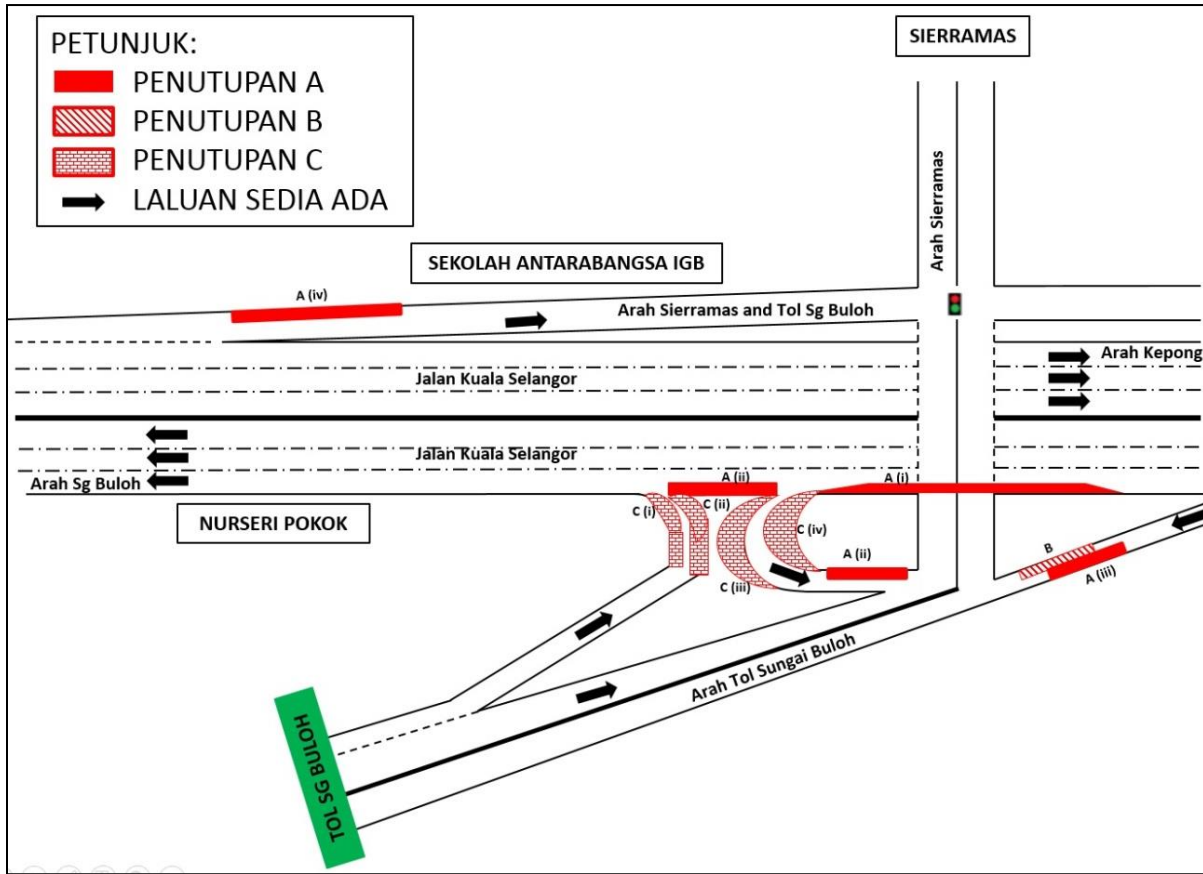 PETUNJUK:
PENUTUPAN A
PENUTUPAN B
PENUTUPAN C
LALUAN SEDIA ADA
SIERRAMAS
Arah Sierramas
SEKOLAH ANTARABANGSA IGB
A (iv)
Arah Sierramas and Tol Sg Buloh
Arah Kepong
Jalan Kuala Selangor
Jalan Kuala Selangor
Arah Sg Buloh
NURSERI POKOK
A (ii)
A (i)
C (i)
C (ii)
C (iv)
A (ii)
C (iii)
B
A (iii)
Arah Tol Sungai Buloh
TOL SG BULOH